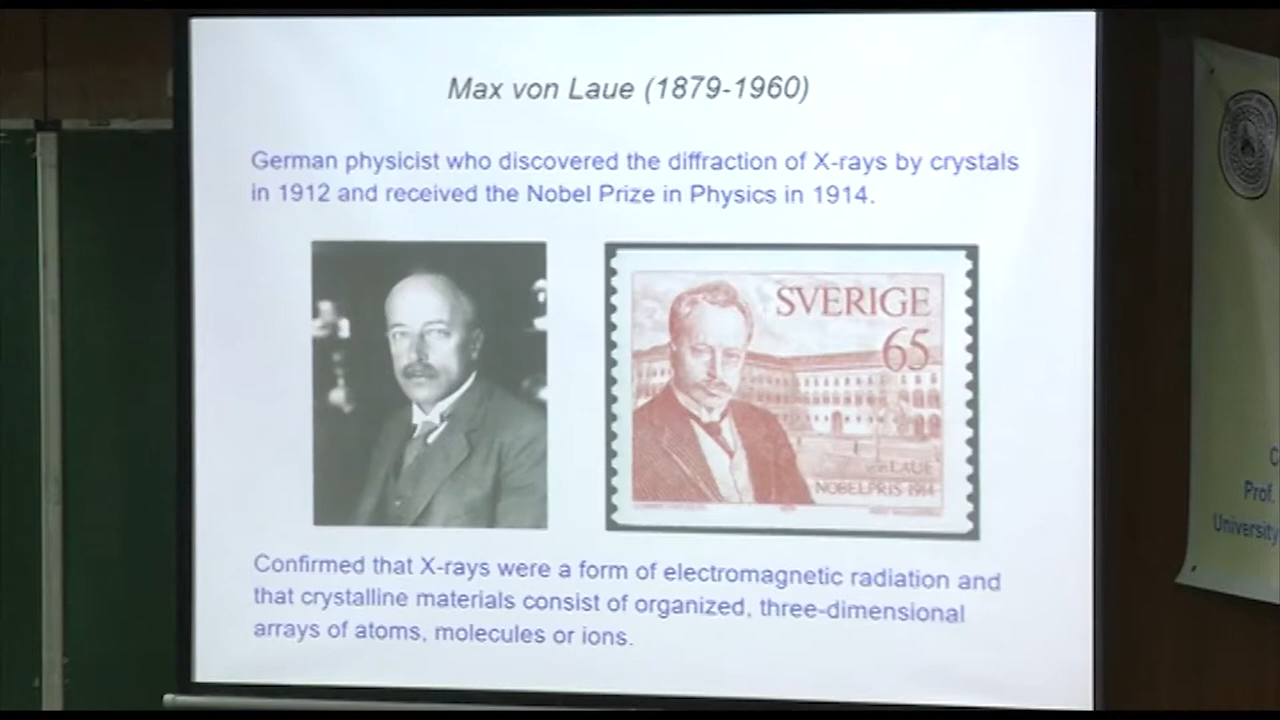 Max von Laue (1879-1960)
German physicist who discovered the diffraction of X-rays by crystals
in 1912 and received the Nobel Prize in Physics in 1914.
SVERIGE
65
von LAUE
NOBELPRIS 1914
Confirmed that X-rays were a form of electromagnetic radiation and
that crystalline materials consist of organized, three-dimensional
arrays of atoms, molecules or ions.
Prof.
University